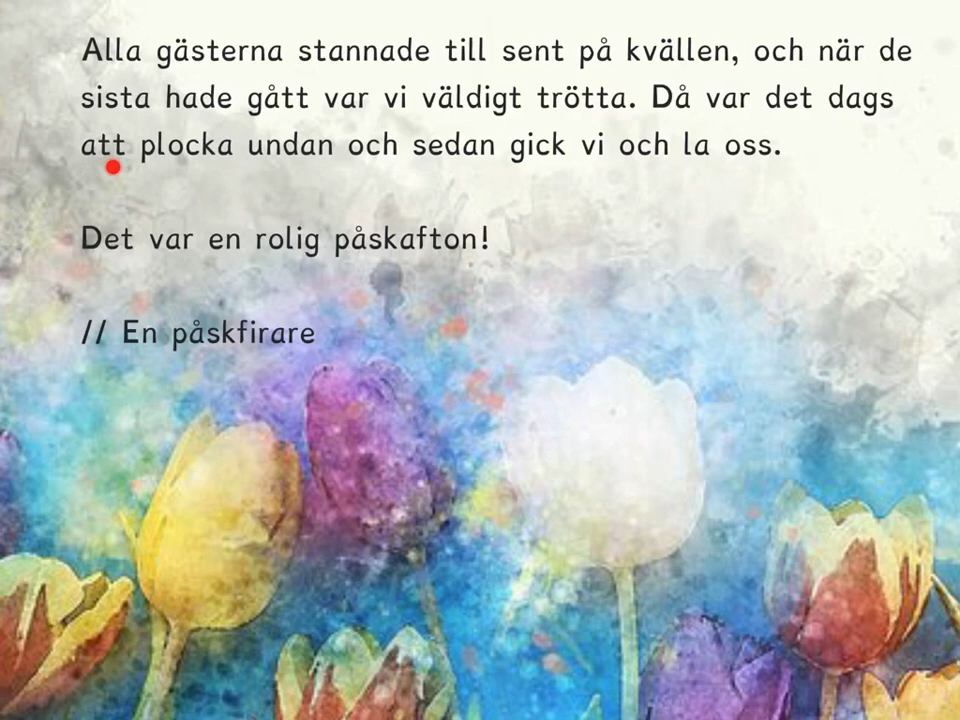 Alla gästerna stannade till sent på kvällen, och när de
sista hade gått var vi väldigt trötta. Då var det dags
att plocka undan och sedan gick vi och la oss.
Det var en rolig påskafton!
// En påskfirare